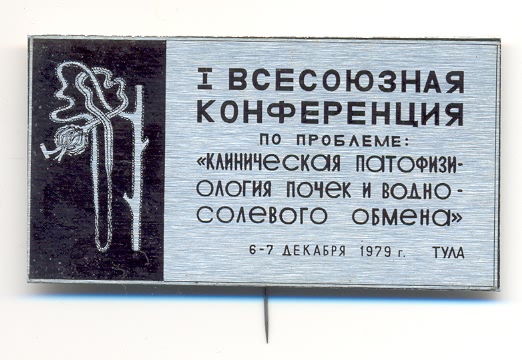 I ВСЕСОЮЗНАЯ
КОНФЕРЕНЦИЯ
ПО ПРОБЛЕМЕ:
«КЛИНИЧЕСКАЯ ПАТОФИЗИ-
ОЛОГИЯ ПОЧЕК И ВОДНО-
СОЛЕВОГО ОБМЕНА»
6-7 ДЕКАБРЯ 1979 г. ТУЛА